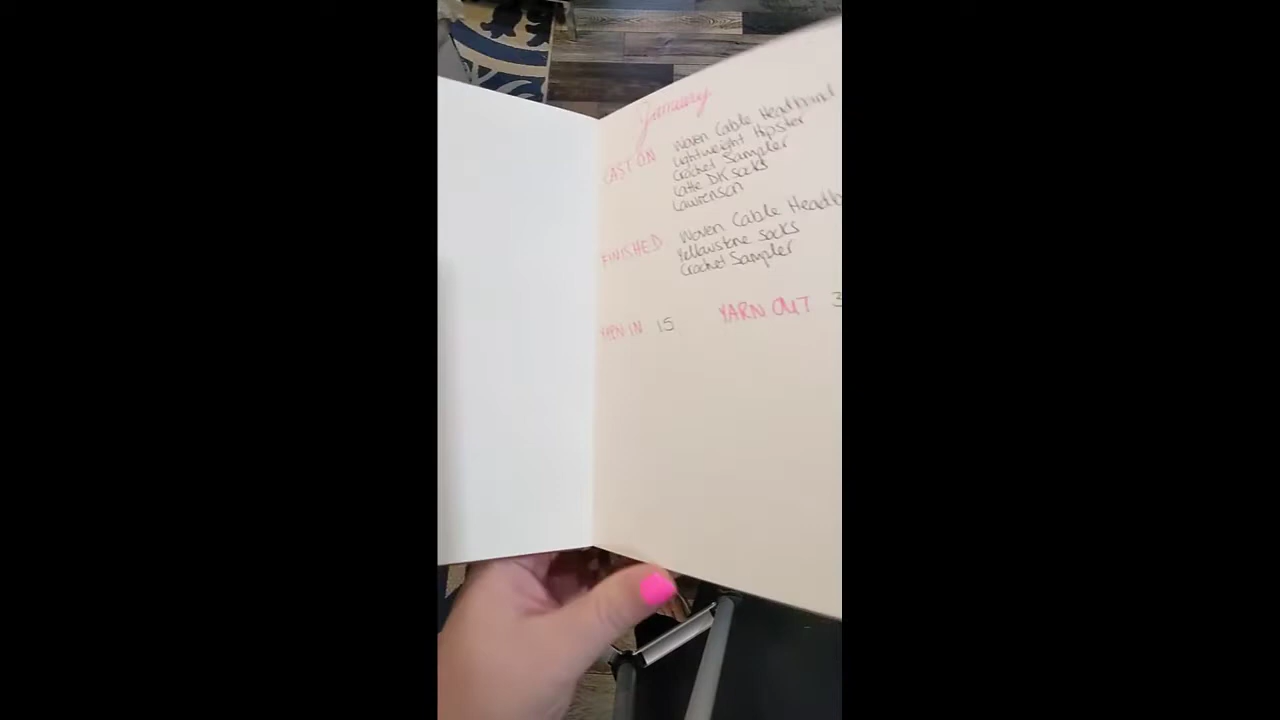 January
CAST ON
Woven Cable Headband
Lightweight Hipster
Crochet Sampler
Latte DK Socks
Lawrenson
FINISHED
Woven Cable Headb
Yellowstone Socks
Crochet Sampler
YARN IN 15 YARN OUT 3